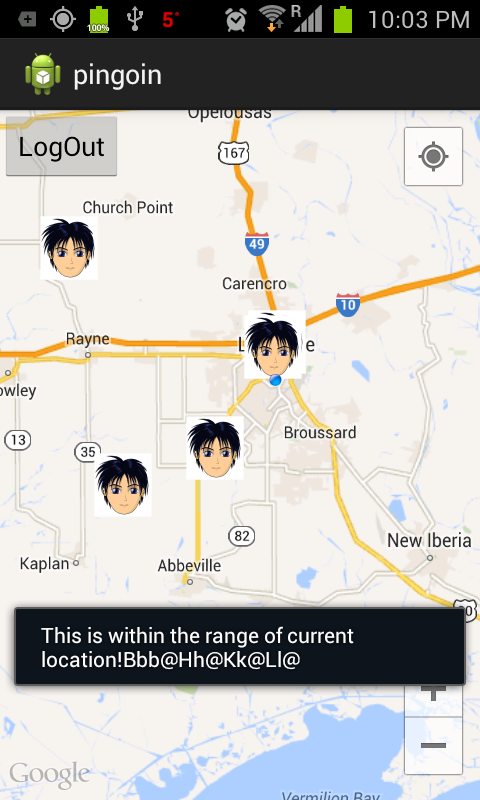 100%
5°
R
10:03 PM
pingoin
Opelousas
LogOut
167
Church Point
49
Carencro
10
Rayne
L
e
owley
13
Broussard
35
82
New Iberia
Kaplan
Abbeville
90
This is within the range of current
location!Bbb@Hh@Kk@Ll@
Google
Vermilion Bay